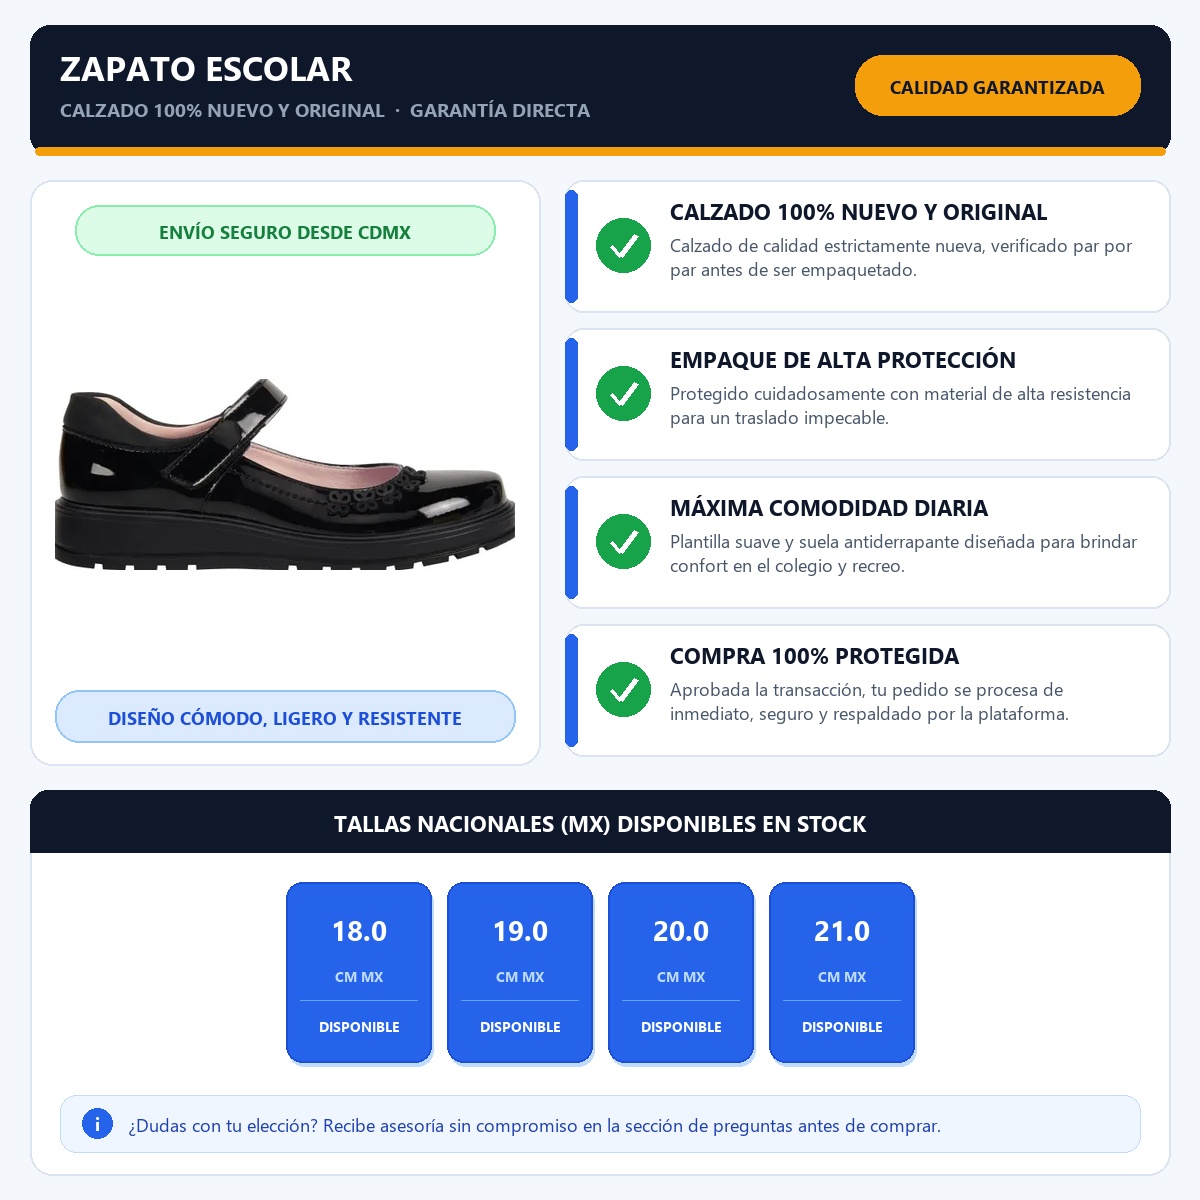 ZAPATO ESCOLAR
CALZADO 100% NUEVO Y ORIGINAL · GARANTÍA DIRECTA
CALIDAD GARANTIZADA
ENVÍO SEGURO DESDE CDMX
DISEÑO CÓMODO, LIGERO Y RESISTENTE
CALZADO 100% NUEVO Y ORIGINAL
Calzado de calidad estrictamente nueva, verificado par por
par antes de ser empaquetado.
EMPAQUE DE ALTA PROTECCIÓN
Protegido cuidadosamente con material de alta resistencia
para un traslado impecable.
MÁXIMA COMODIDAD DIARIA
Plantilla suave y suela antiderrapante diseñada para brindar
confort en el colegio y recreo.
COMPRA 100% PROTEGIDA
Aprobada la transacción, tu pedido se procesa de
inmediato, seguro y respaldado por la plataforma.
TALLAS NACIONALES (MX) DISPONIBLES EN STOCK
18.0
CM MX
DISPONIBLE
19.0
CM MX
DISPONIBLE
20.0
CM MX
DISPONIBLE
21.0
CM MX
DISPONIBLE
i
¿Dudas con tu elección? Recibe asesoría sin compromiso en la sección de preguntas antes de comprar.